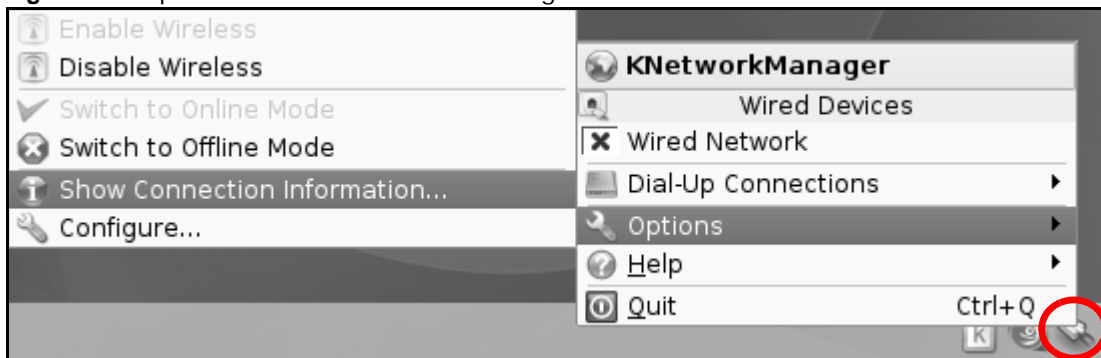 Enable Wireless
Disable Wireless
Switch to Online Mode
Switch to Offline Mode
Show Connection Information...
Configure...
KNetworkManager
Wired Devices
Wired Network
Dial-Up Connections
Options
Help
Quit Ctrl+Q
K